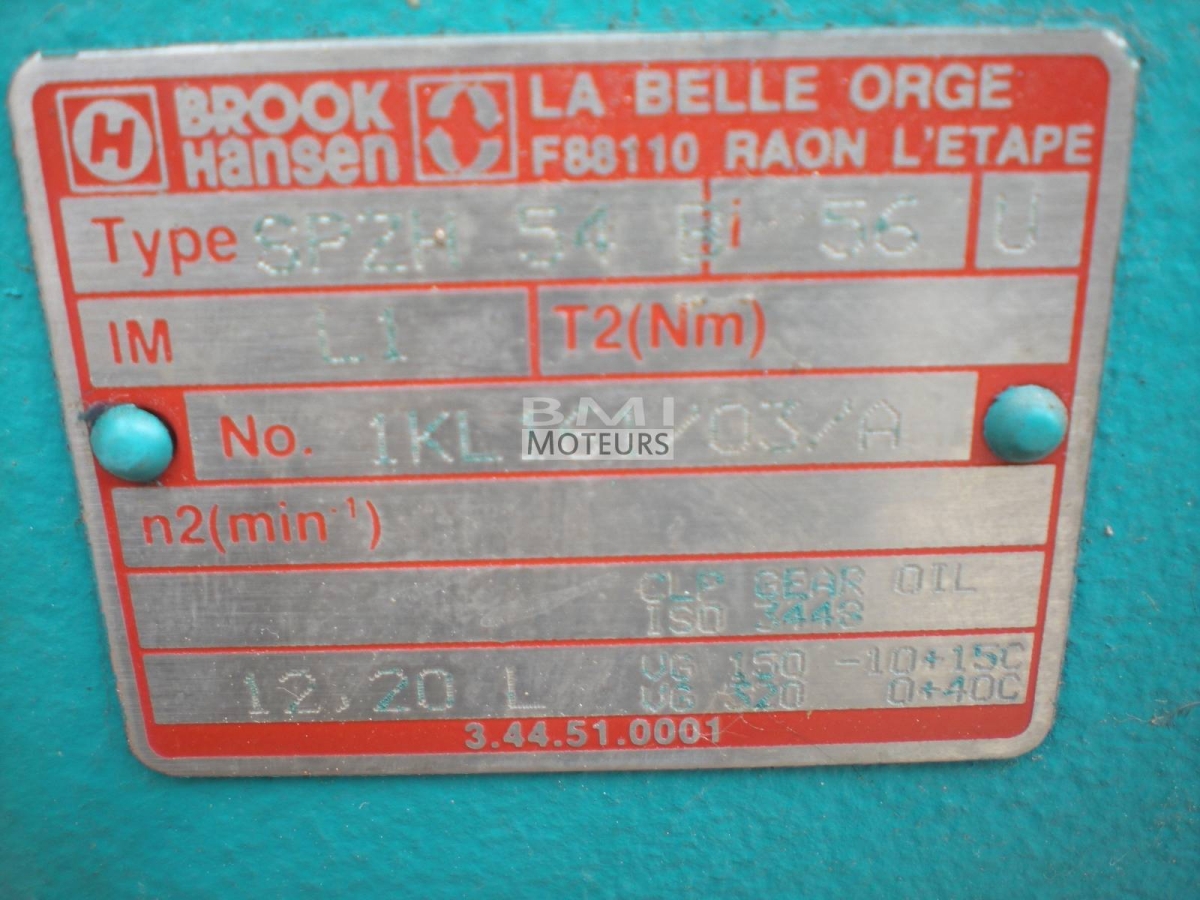 BROOK Hansen
LA BELLE ORGE
F88110 RAON L'ETAPE
Type SPZH 54 B i 56 U
IM L1 T2(Nm)
No. 1KL /03/A
BMI
MOTEURS
n2(min⁻¹)
CLP GEAR OIL
ISO 3448
12,20 L VG 150 -10+15C
VG 320 0+40C
3.44.51.0001